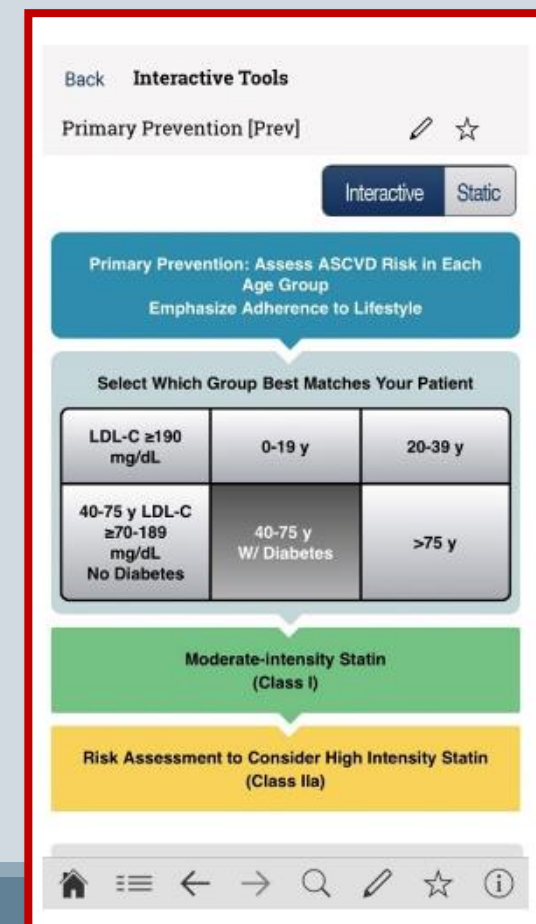 Back Interactive Tools
Primary Prevention [Prev]
Interactive Static
Primary Prevention: Assess ASCVD Risk in Each
Age Group
Emphasize Adherence to Lifestyle
Select Which Group Best Matches Your Patient
LDL-C ≥190
mg/dL
0-19 y
20-39 y
40-75 y LDL-C
≥70-189
mg/dL
No Diabetes
40-75 y
W/ Diabetes
>75 y
Moderate-intensity Statin
(Class I)
Risk Assessment to Consider High Intensity Statin
(Class IIa)